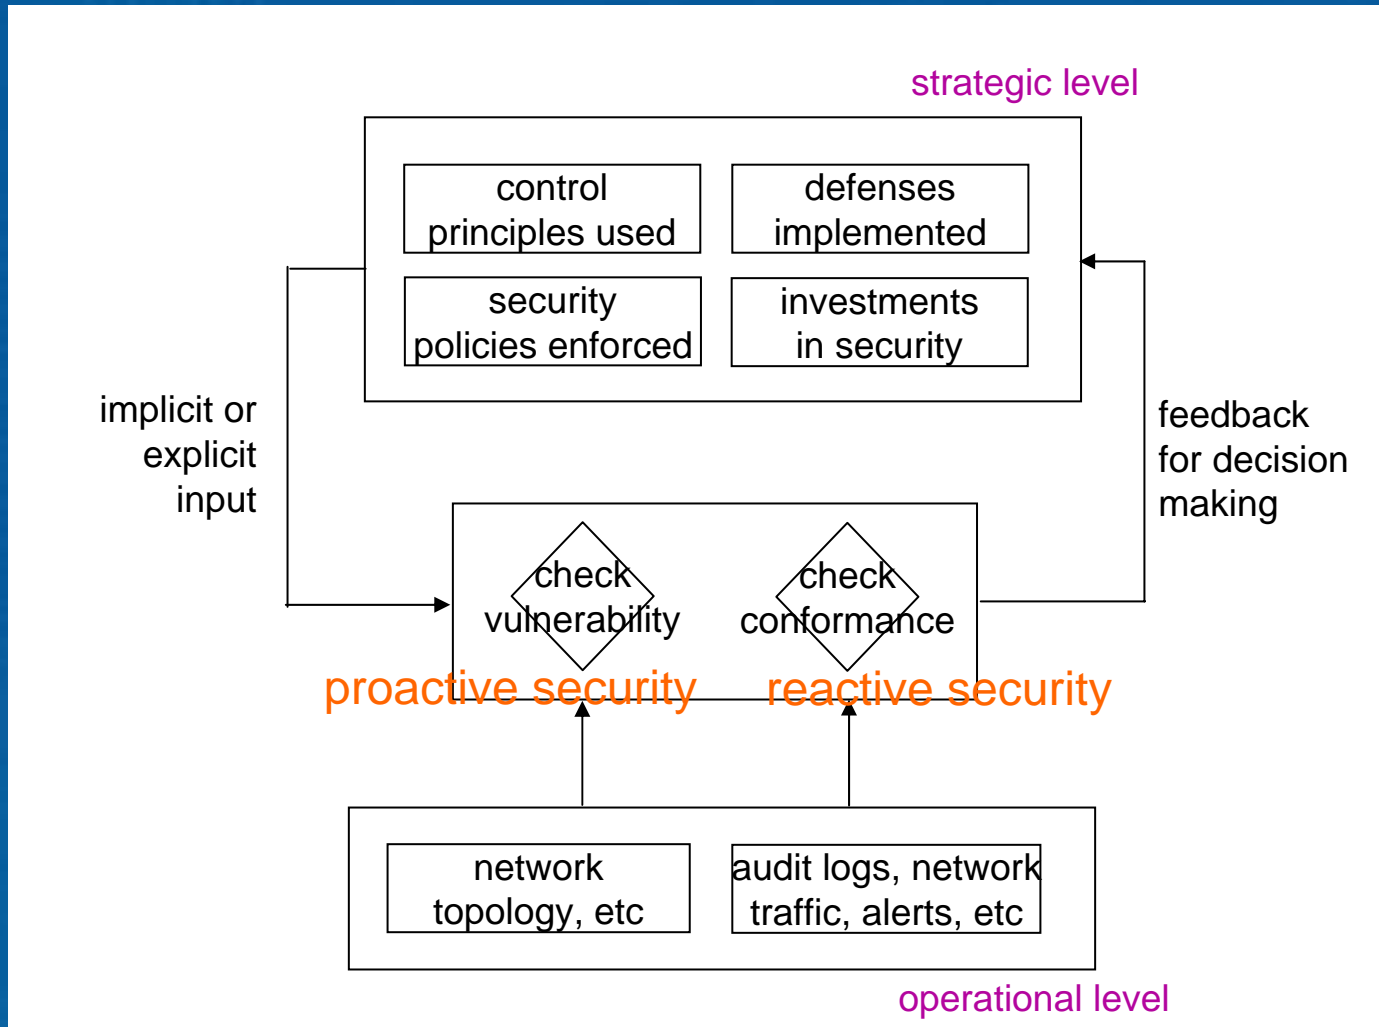 strategic level
control
principles used
defenses
implemented
security
policies enforced
investments
in security
implicit or
explicit
input
feedback
for decision
making
check
vulnerability
check
conformance
proactive security
reactive security
network
topology, etc
audit logs, network
traffic, alerts, etc
operational level